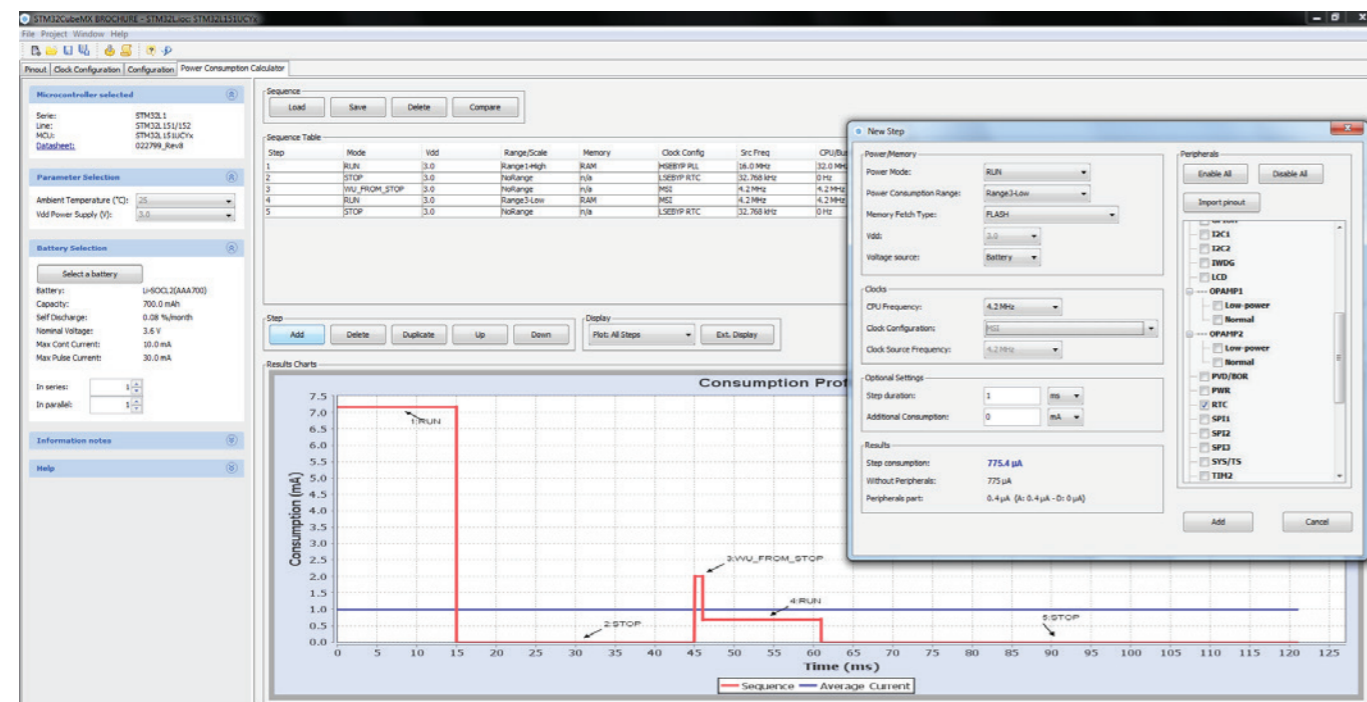 STM32CubeMX BROCHURE - STM32L.ioc: STM32L151UCYx
File Project Window Help
Pinout Clock Configuration Configuration Power Consumption Calculator
Microcontroller selected
Serie: STM32L1
Line: STM32L151/152
MCU: STM32L151UCYx
Datasheet: 022799_Rev8
Parameter Selection
Ambient Temperature (°C): 25
Vdd Power Supply (V): 3.0
Battery Selection
Select a battery
Battery: Li-SOCL2(AAA700)
Capacity: 700.0 mAh
Self Discharge: 0.08 %/month
Nominal Voltage: 3.6 V
Max Cont Current: 10.0 mA
Max Pulse Current: 30.0 mA
In series: 1
In parallel: 1
Information notes
Help
Sequence
Load Save Delete Compare
Sequence Table
Step Mode Vdd Range/Scale Memory Clock Config Src Freq CPU/Bus
1 RUN 3.0 Range1-High RAM HSEBYP PLL 16.0 MHz 32.0 MHz
2 STOP 3.0 NoRange n/a LSEBYP RTC 32.768 kHz 0 Hz
3 WU_FROM_STOP 3.0 NoRange n/a MSI 4.2 MHz 4.2 MHz
4 RUN 3.0 Range3-Low RAM MSI 4.2 MHz 4.2 MHz
5 STOP 3.0 NoRange n/a LSEBYP RTC 32.768 kHz 0 Hz
Step
Add Delete Duplicate Up Down
Display
Plot: All Steps Ext. Display
Results Charts
Consumption Prof
Consumption (mA)
7.5
7.0
6.5
6.0
5.5
5.0
4.5
4.0
3.5
3.0
2.5
2.0
1.5
1.0
0.5
0.0
1:RUN
2:STOP
3:WU_FROM_STOP
4:RUN
5:STOP
0 5 10 15 20 25 30 35 40 45 50 55 60 65 70 75 80 85 90 95 100 105 110 115 120 125
Time (ms)
Sequence Average Current
New Step
Power/Memory
Power Mode: RUN
Power Consumption Range: Range3-Low
Memory Fetch Type: FLASH
Vdd: 3.0
Voltage source: Battery
Clocks
CPU Frequency: 4.2 MHz
Clock Configuration: MSI
Clock Source Frequency: 4.2 MHz
Optional Settings
Step duration: 1 ms
Additional Consumption: 0 mA
Results
Step consumption: 775.4 µA
Without Peripherals: 775 µA
Peripherals part: 0.4 µA (A: 0.4 µA - D: 0 µA)
Peripherals
Enable All Disable All
Import pinout
I2C1
I2C2
IWDG
LCD
OPAMP1
Low-power
Normal
OPAMP2
Low-power
Normal
PVD/BOR
PWR
RTC
SPI1
SPI2
SPI3
SYS/TS
TIM2
Add Cancel